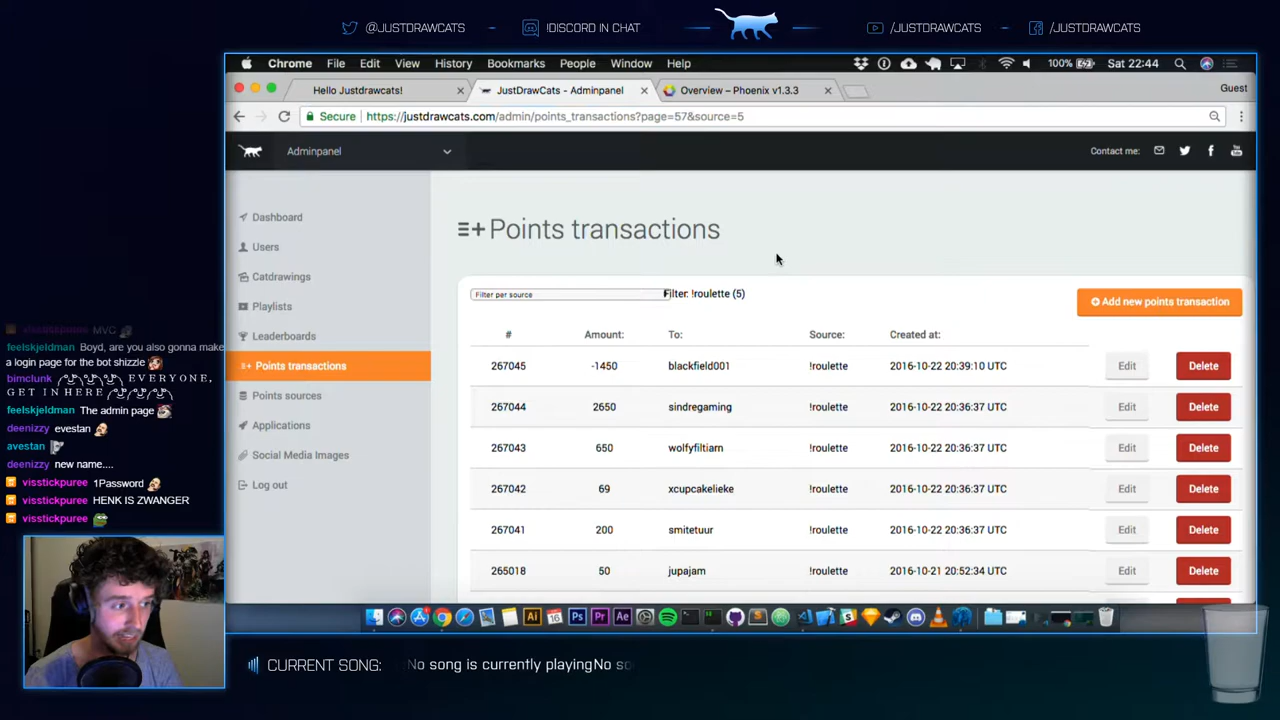 @JUSTDRAWCATS
!DISCORD IN CHAT
/JUSTDRAWCATS
/JUSTDRAWCATS
Chrome File Edit View History Bookmarks People Window Help
100% Sat 22:44
Hello Justdrawcats!
JustDrawCats - Adminpanel
Overview – Phoenix v1.3.3
Guest
Secure https://justdrawcats.com/admin/points_transactions?page=57&source=5
Adminpanel
Contact me:
Dashboard
Users
Catdrawings
Playlists
Leaderboards
Points transactions
Points sources
Applications
Social Media Images
Log out
Points transactions
Filter per source
Filter: !roulette (5)
Add new points transaction
# Amount: To: Source: Created at:
267045 -1450 blackfield001 !roulette 2016-10-22 20:39:10 UTC Edit Delete
267044 2650 sindregaming !roulette 2016-10-22 20:36:37 UTC Edit Delete
267043 650 wolfyfiltiarn !roulette 2016-10-22 20:36:37 UTC Edit Delete
267042 69 xcupcakelieke !roulette 2016-10-22 20:36:37 UTC Edit Delete
267041 200 smitetuur !roulette 2016-10-22 20:36:37 UTC Edit Delete
265018 50 jupajam !roulette 2016-10-21 20:52:34 UTC Edit Delete
visstickpuree MVC
feelskjeldman Boyd, are you also gonna make
a login page for the bot shizzle
bimclunk ( ͡° ͜ʖ ͡°) E V E R Y O N E,
G E T I N H E R E
feelskjeldman The admin page
deenizzy evestan
avestan
deenizzy new name....
visstickpuree 1Password
visstickpuree HENK IS ZWANGER
visstickpuree
CURRENT SONG:
No song is currently playingNo so